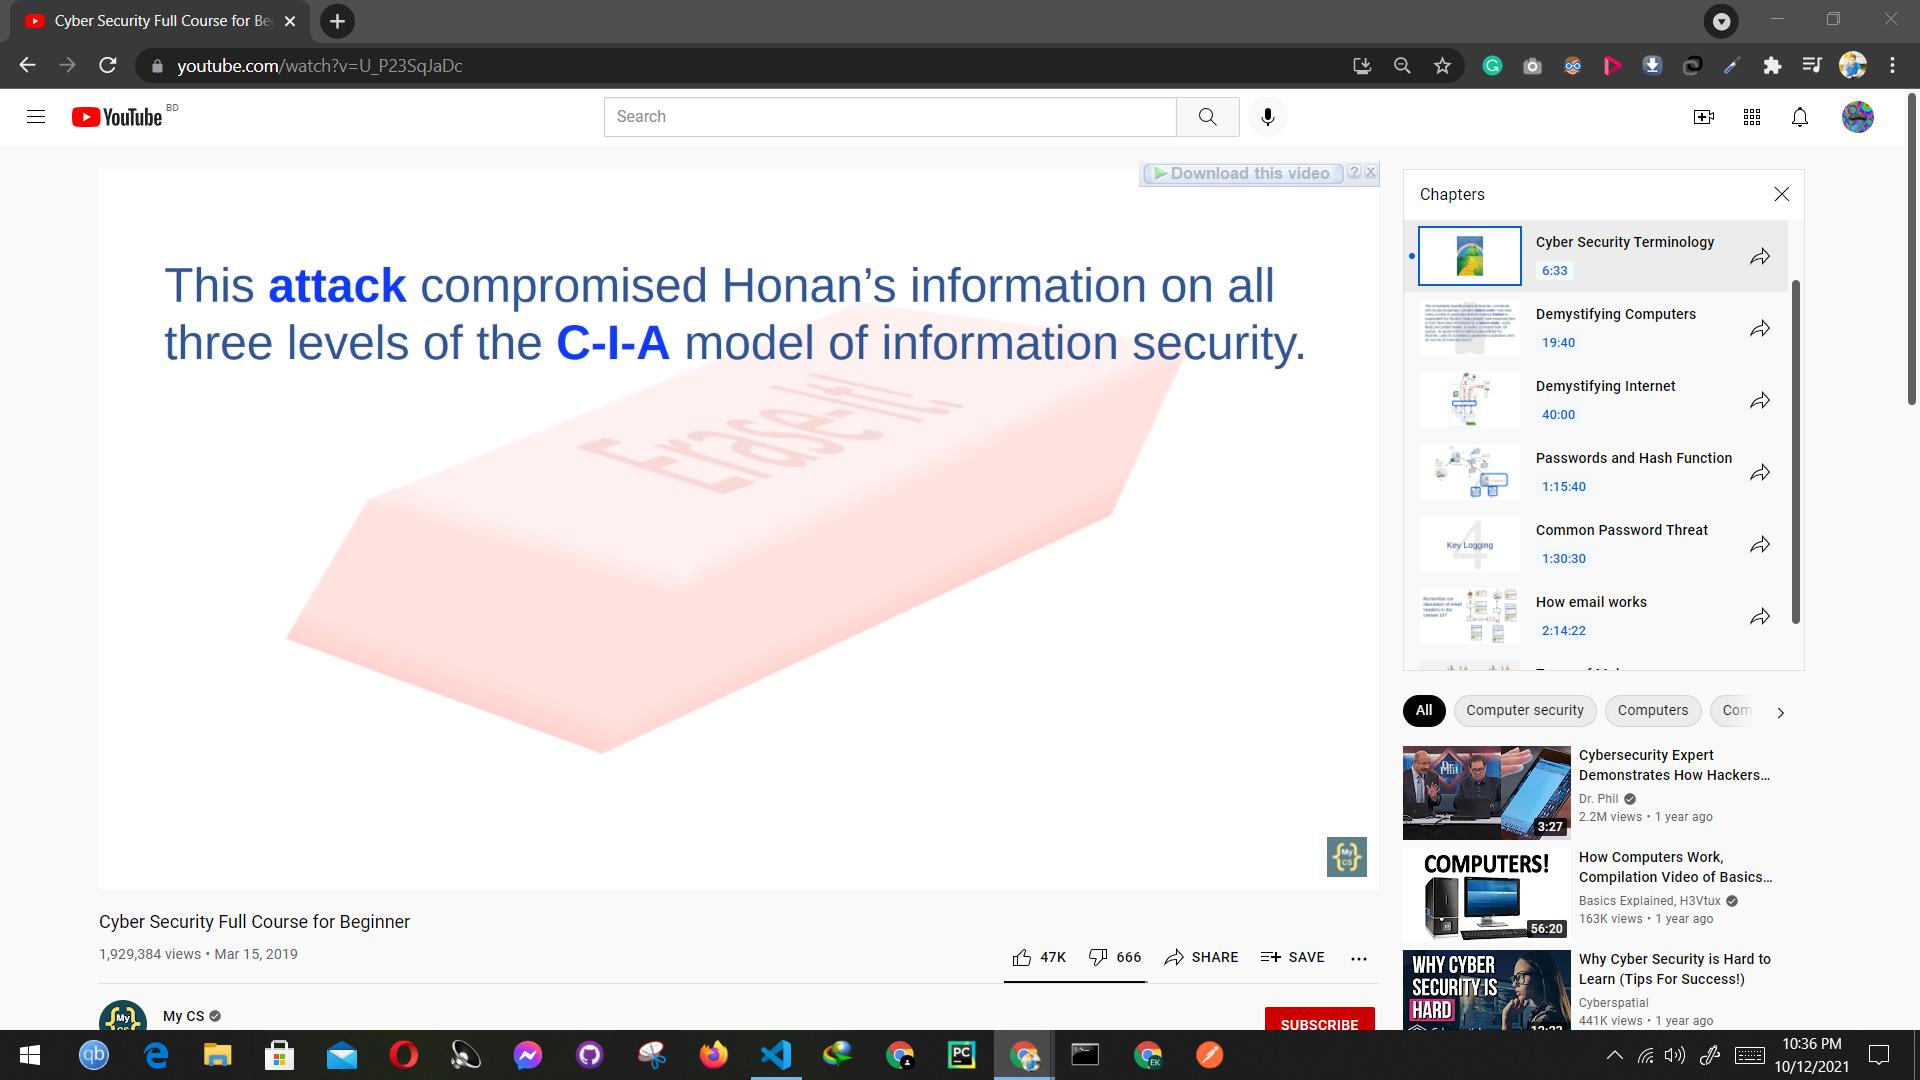 Cyber Security Full Course for Be
youtube.com/watch?v=U_P23SqJaDc
YouTube BD
Search
Download this video ? X
This attack compromised Honan’s information on all
three levels of the C-I-A model of information security.
Erase-It!
My
CS
Cyber Security Full Course for Beginner
1,929,384 views • Mar 15, 2019
47K 666 SHARE SAVE
My CS
SUBSCRIBE
Chapters
Cyber Security Terminology
6:33
Demystifying Computers
19:40
Demystifying Internet
40:00
Passwords and Hash Function
1:15:40
4
Key Logging
Common Password Threat
1:30:30
How email works
2:14:22
All Computer security Computers Com
Dr. Phil
3:27
Cybersecurity Expert
Demonstrates How Hackers...
Dr. Phil
2.2M views • 1 year ago
COMPUTERS!
56:20
How Computers Work,
Compilation Video of Basics...
Basics Explained, H3Vtux
163K views • 1 year ago
WHY CYBER
SECURITY IS
HARD
Why Cyber Security is Hard to
Learn (Tips For Success!)
Cyberspatial
441K views • 1 year ago
qb
PC
EK
10:36 PM
10/12/2021